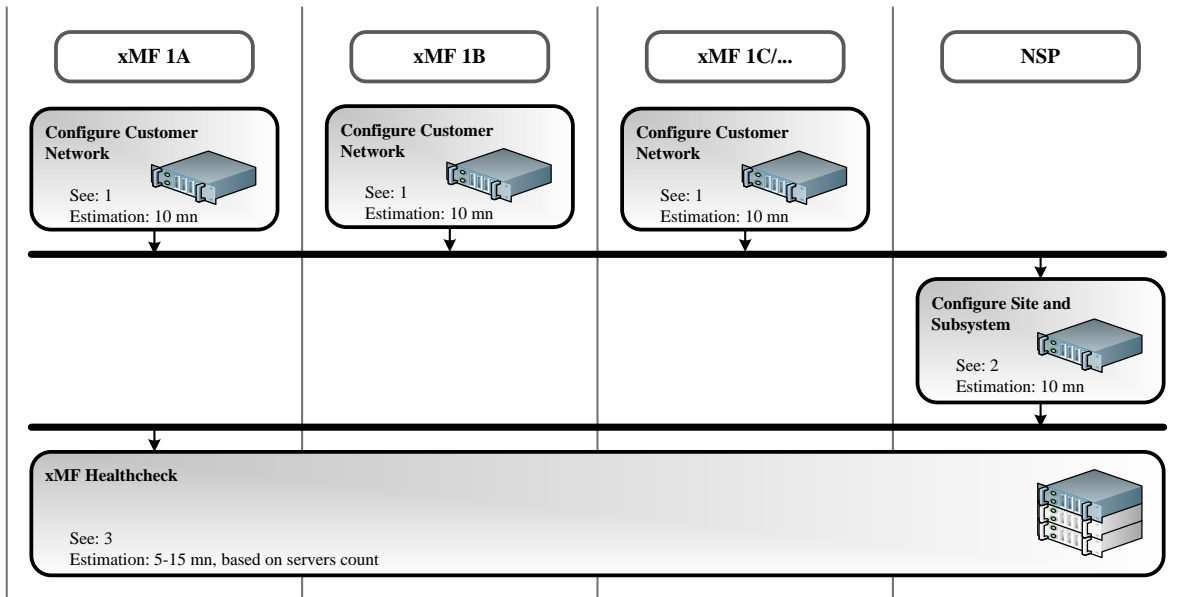 xMF 1A
xMF 1B
xMF 1C/...
NSP
Configure Customer
Network
See: 1
Estimation: 10 mn
Configure Customer
Network
See: 1
Estimation: 10 mn
Configure Customer
Network
See: 1
Estimation: 10 mn
Configure Site and
Subsystem
See: 2
Estimation: 10 mn
xMF Healthcheck
See: 3
Estimation: 5-15 mn, based on servers count